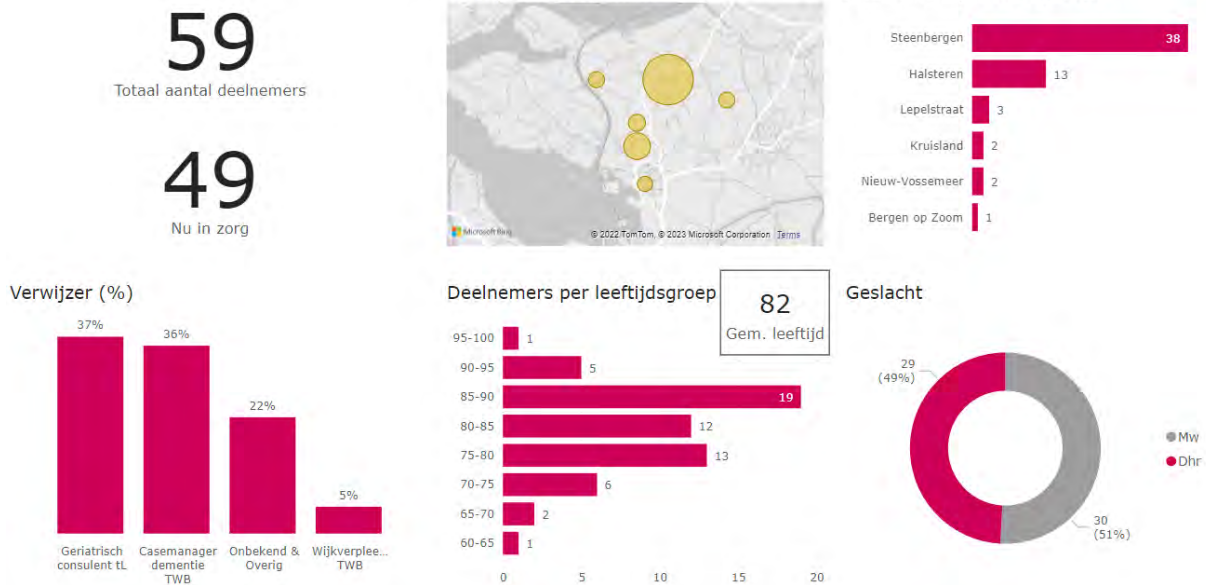 59
Totaal aantal deelnemers
49
Nu in zorg
Microsoft Bing
© 2022 TomTom, © 2023 Microsoft Corporation Terms
Steenbergen 38
Halsteren 13
Lepelstraat 3
Kruisland 2
Nieuw-Vossemeer 2
Bergen op Zoom 1
Verwijzer (%)
37%
36%
22%
5%
Geriatrisch
consulent tL
Casemanager
dementie
TWB
Onbekend &
Overig
Wijkverplee...
TWB
Deelnemers per leeftijdsgroep
82
Gem. leeftijd
95-100 1
90-95 5
85-90 19
80-85 12
75-80 13
70-75 6
65-70 2
60-65 1
0 5 10 15 20
Geslacht
29
(49%)
30
(51%)
Mw
Dhr